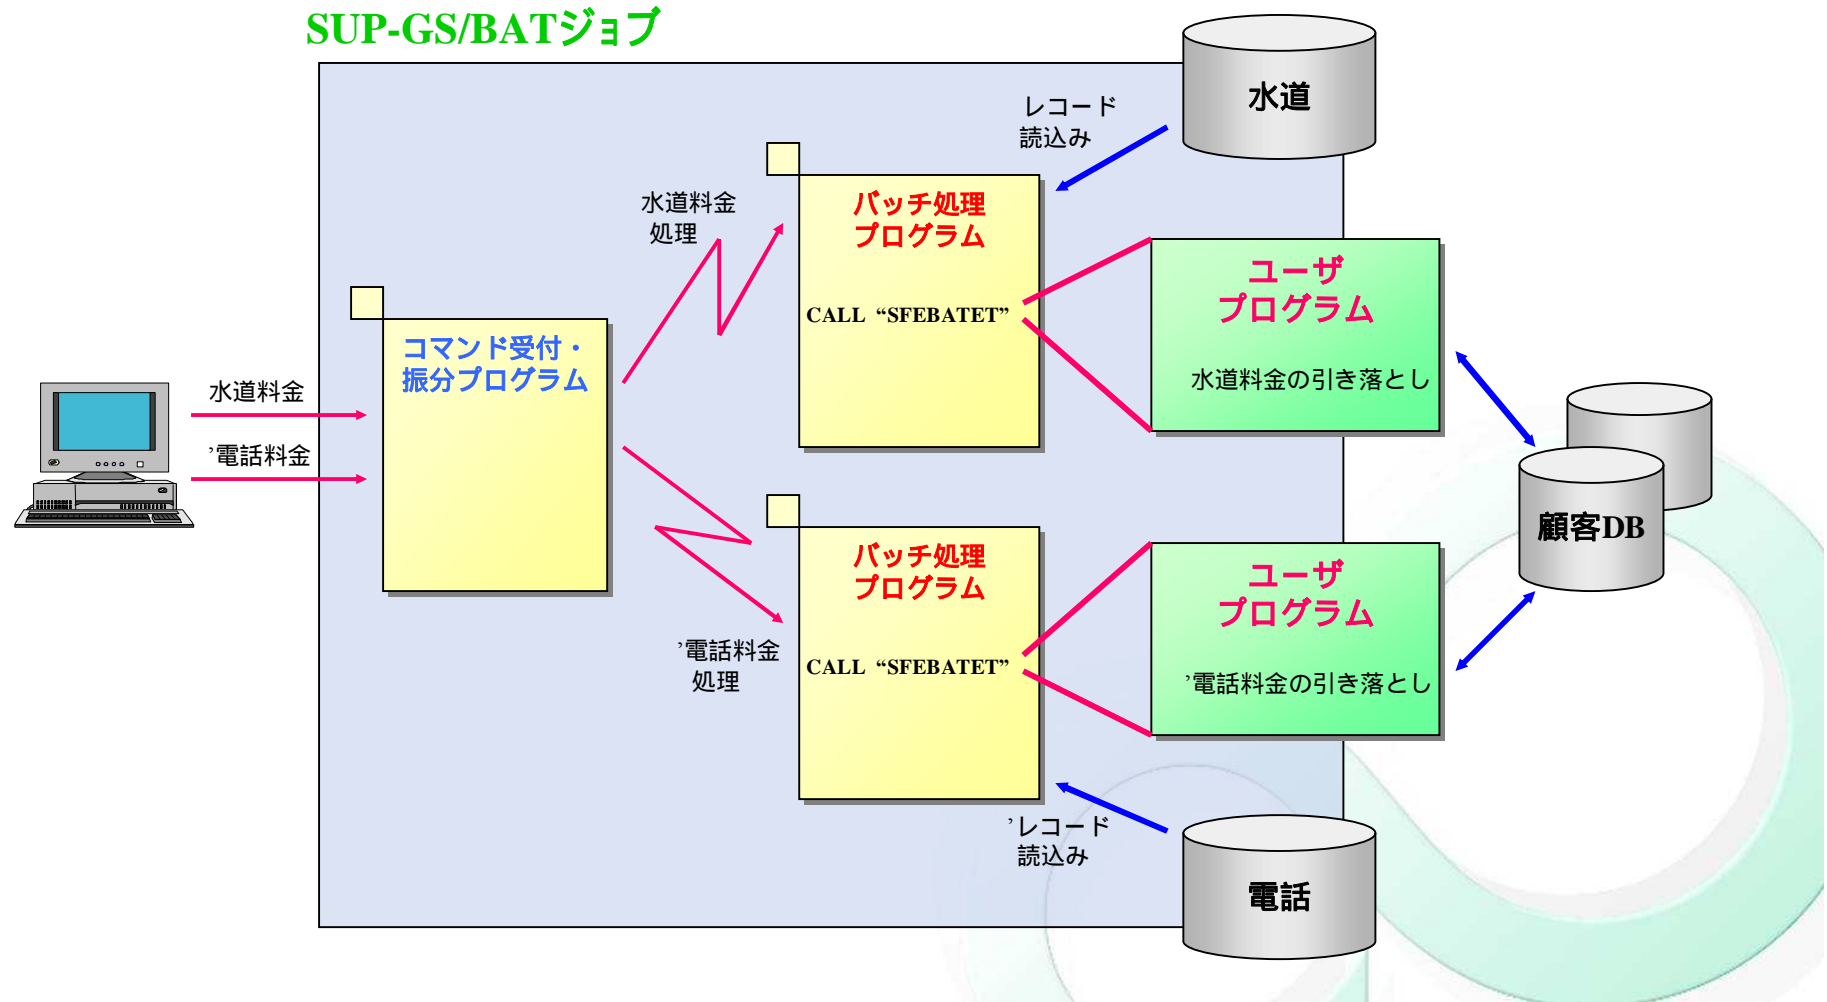 SUP-GS/BATジョブ
水道
レコード
読込み
水道料金
処理
バッチ処理
プログラム
CALL “SFEBATET”
ユーザ
プログラム
水道料金の引き落とし
コマンド受付・
振分プログラム
水道料金
’電話料金
顧客DB
バッチ処理
プログラム
CALL “SFEBATET”
ユーザ
プログラム
’電話料金の引き落とし
’電話料金
処理
’レコード
読込み
電話